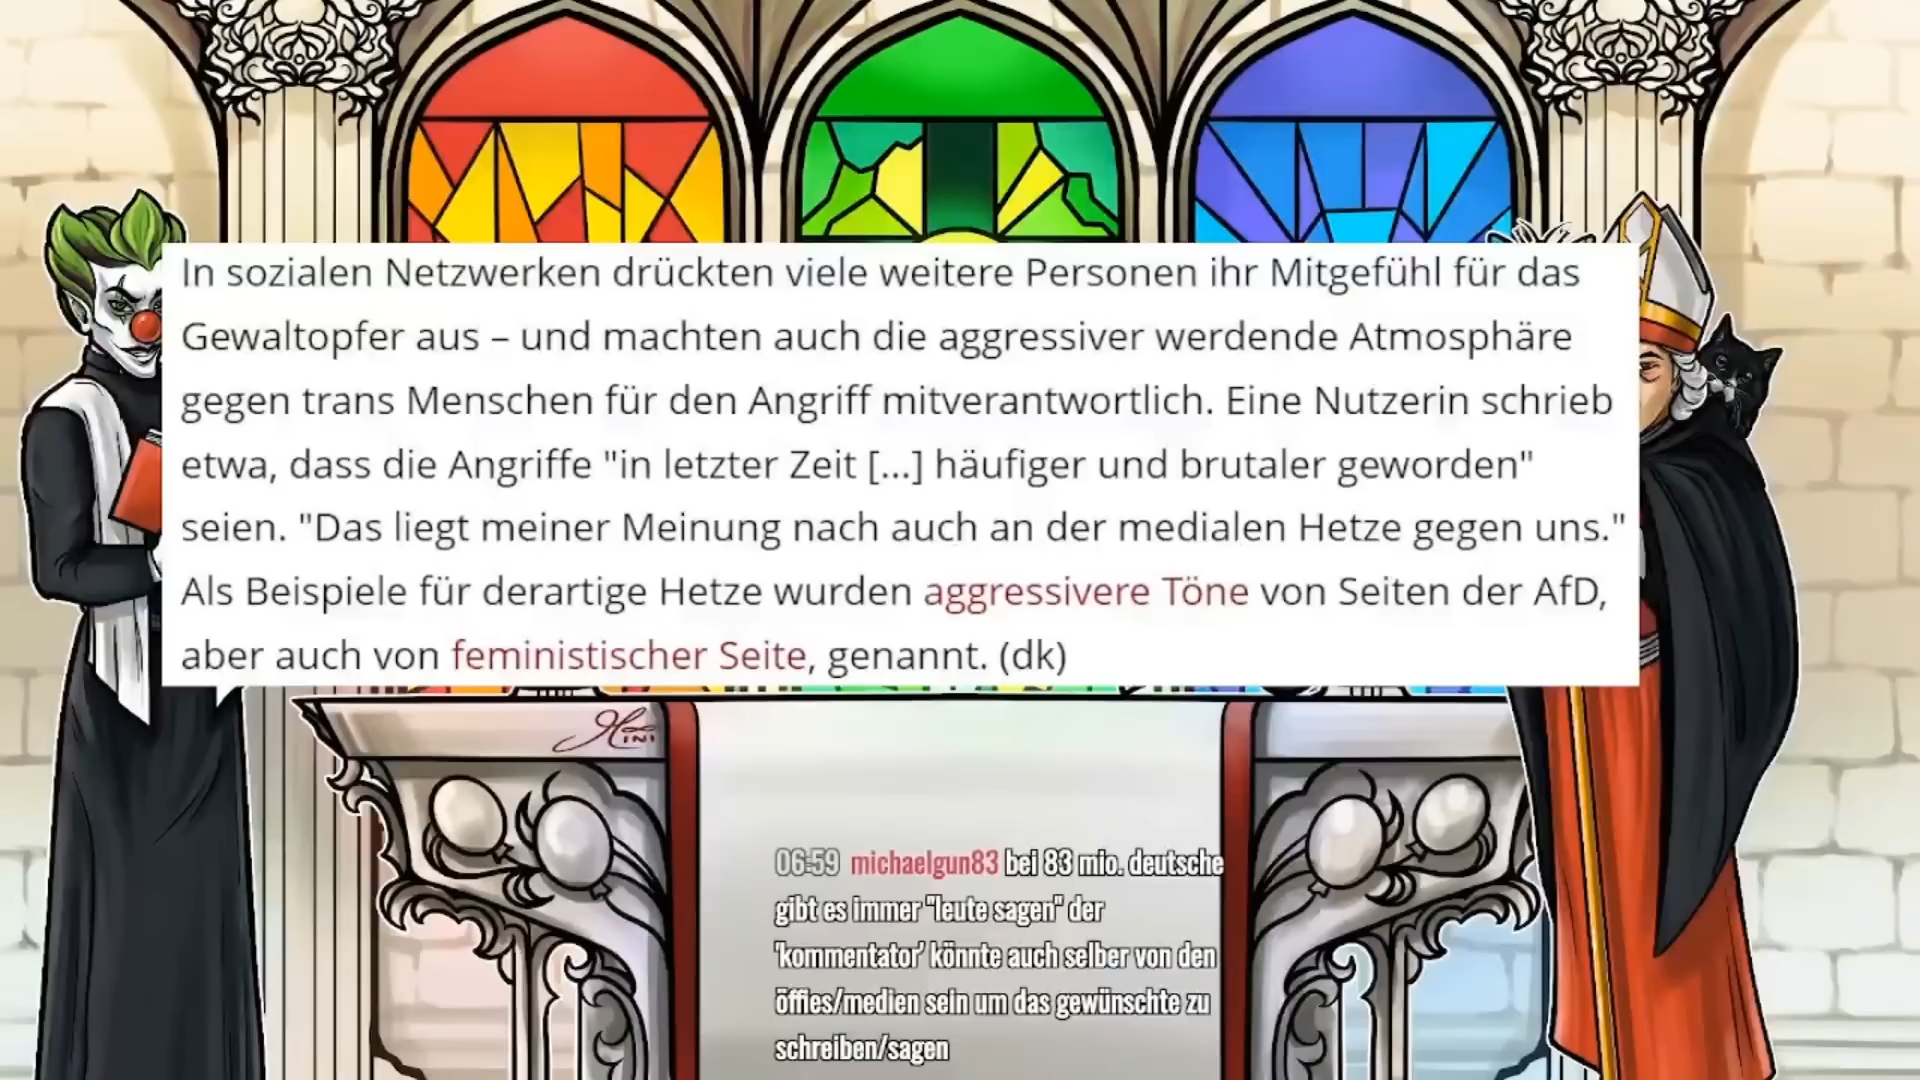 In sozialen Netzwerken drückten viele weitere Personen ihr Mitgefühl für das
Gewaltopfer aus – und machten auch die aggressiver werdende Atmosphäre
gegen trans Menschen für den Angriff mitverantwortlich. Eine Nutzerin schrieb
etwa, dass die Angriffe "in letzter Zeit [...] häufiger und brutaler geworden"
seien. "Das liegt meiner Meinung nach auch an der medialen Hetze gegen uns."
Als Beispiele für derartige Hetze wurden aggressivere Töne von Seiten der AfD,
aber auch von feministischer Seite, genannt. (dk)
06:59 michaelgun83 bei 83 mio. deutsche
gibt es immer "leute sagen" der
'kommentator' könnte auch selber von den
öffies/medien sein um das gewünschte zu
schreiben/sagen